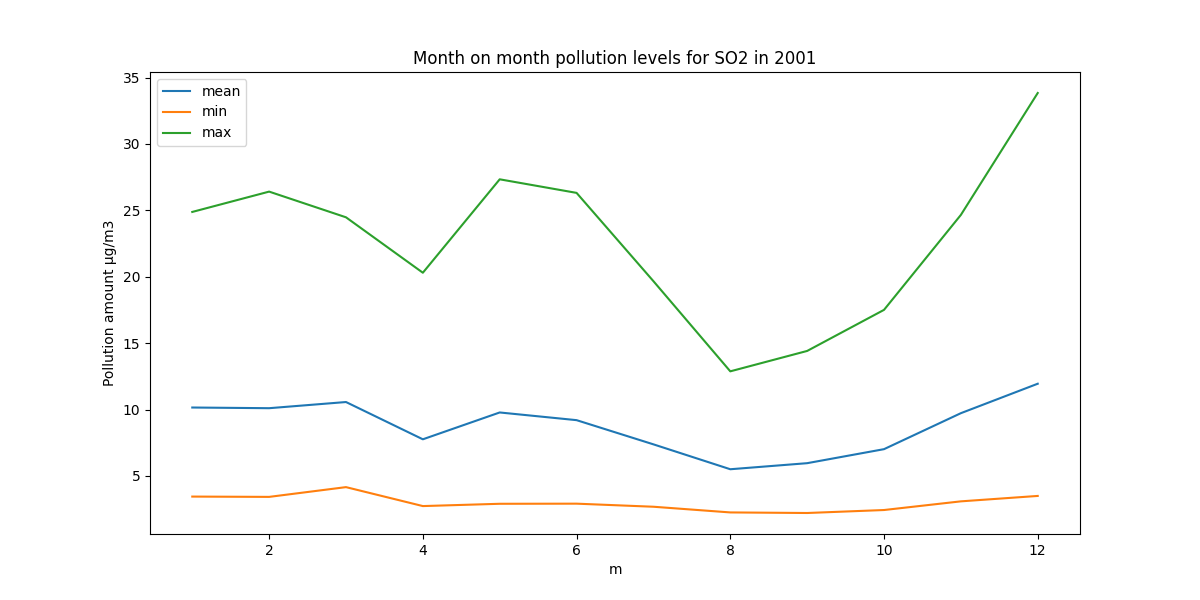 Month on month pollution levels for SO2 in 2001
35
30
25
20
15
10
5
Pollution amount µg/m3
mean
min
max
2 4 6 8 10 12
m